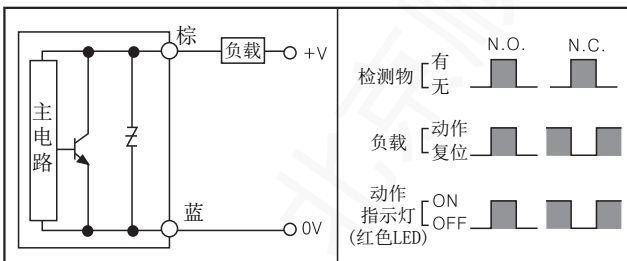 棕
负载
+V
主电路
蓝
0V
N.O. N.C.
检测物 有
无
负载 动作
复位
动作
指示灯 ON
(红色LED) OFF